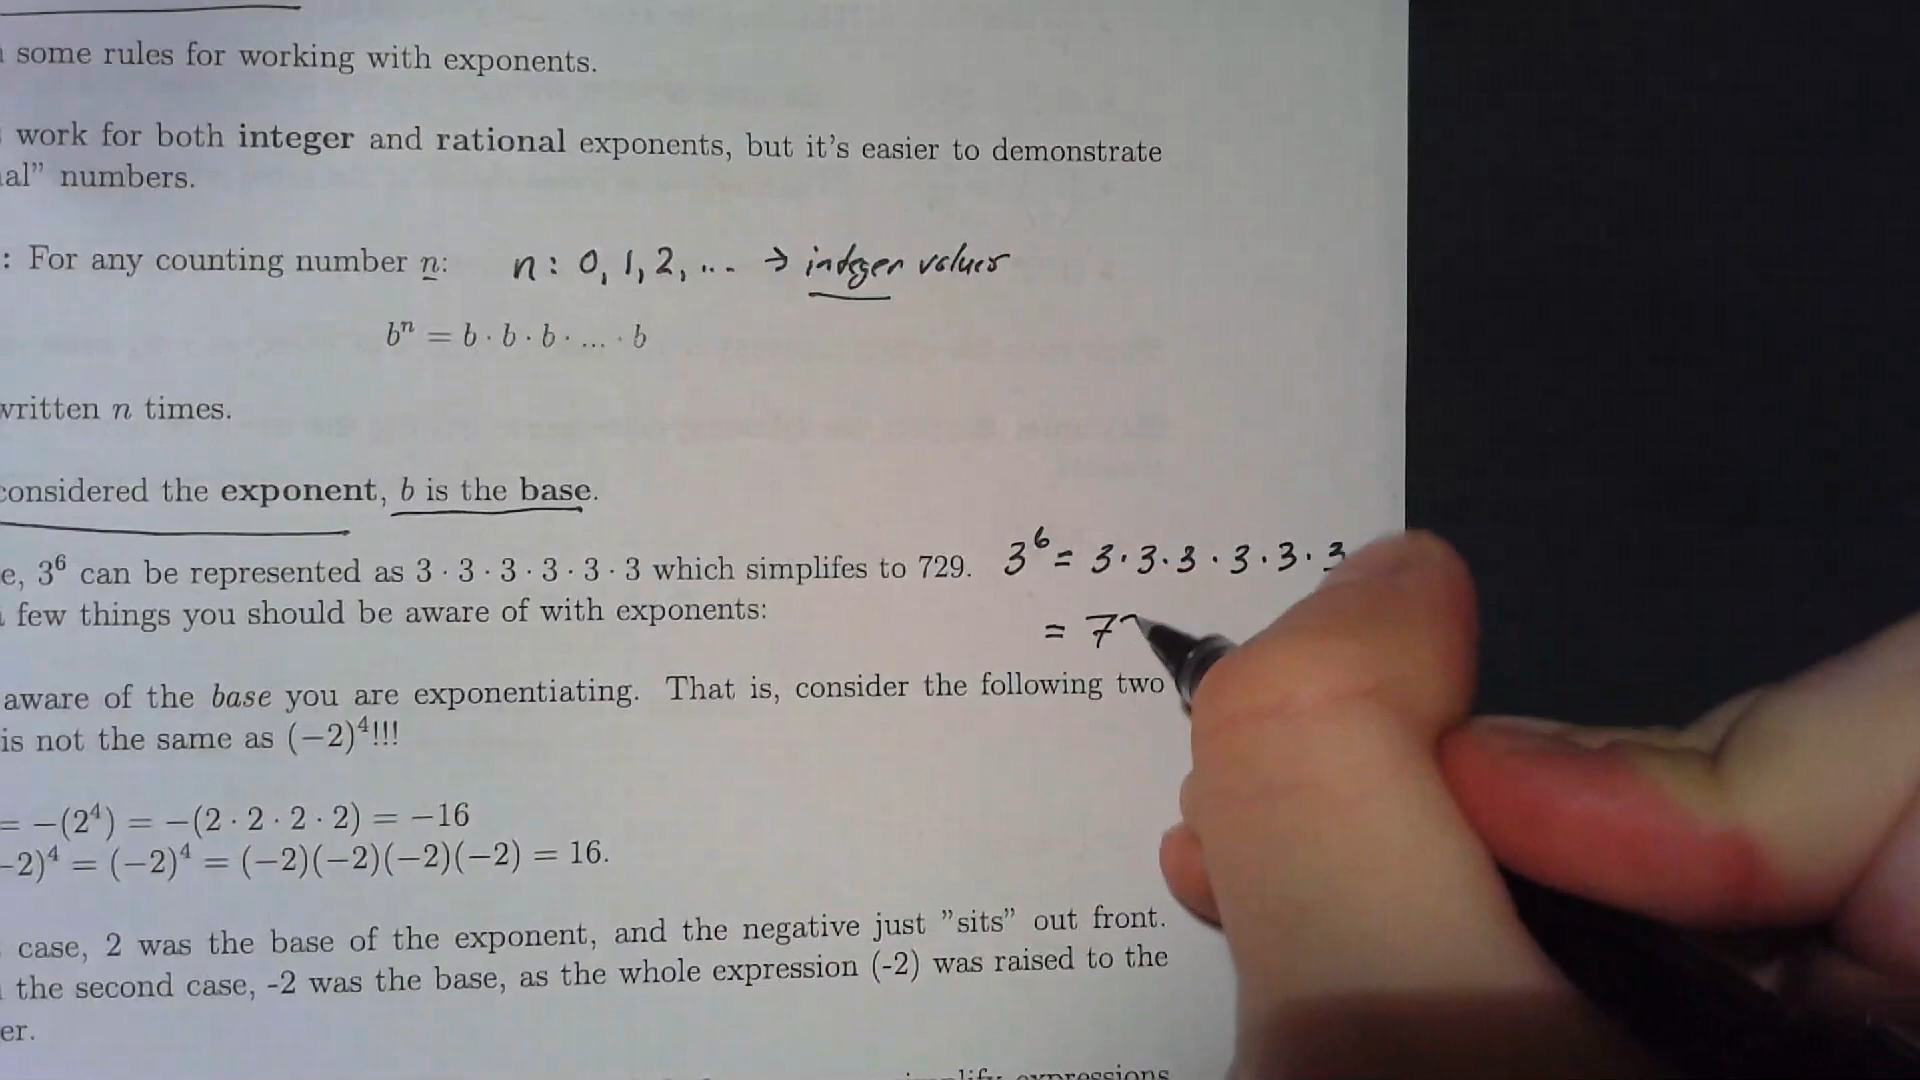 some rules for working with exponents.
work for both integer and rational exponents, but it's easier to demonstrate
al" numbers.
: For any counting number n: n : 0, 1, 2, ... → integer values
bⁿ = b · b · b · ... · b
written n times.
considered the exponent, b is the base.
e, 3⁶ can be represented as 3 · 3 · 3 · 3 · 3 · 3 which simplifes to 729. 3⁶ = 3 · 3 · 3 · 3 · 3 · 3
few things you should be aware of with exponents:
= 7
aware of the base you are exponentiating. That is, consider the following two
is not the same as (−2)⁴!!!
= −(2⁴) = −(2 · 2 · 2 · 2) = −16
−2)⁴ = (−2)⁴ = (−2)(−2)(−2)(−2) = 16.
case, 2 was the base of the exponent, and the negative just "sits" out front.
the second case, -2 was the base, as the whole expression (-2) was raised to the
er.
expressions